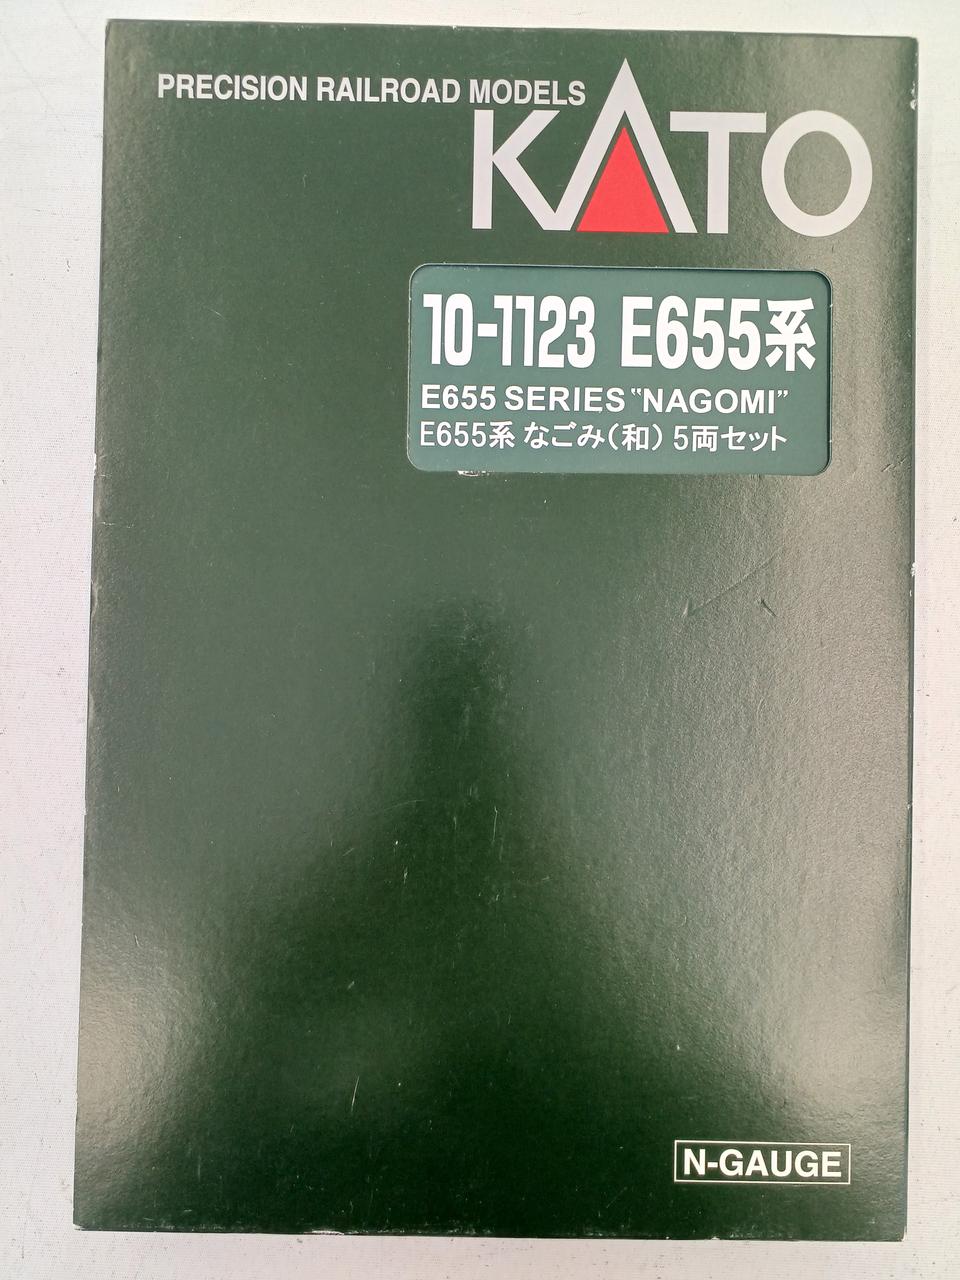 PRECISION RAILROAD MODELS
KATO
10-1123 E655系
E655 SERIES “NAGOMI”
E655系 なごみ(和) 5両セット
N-GAUGE